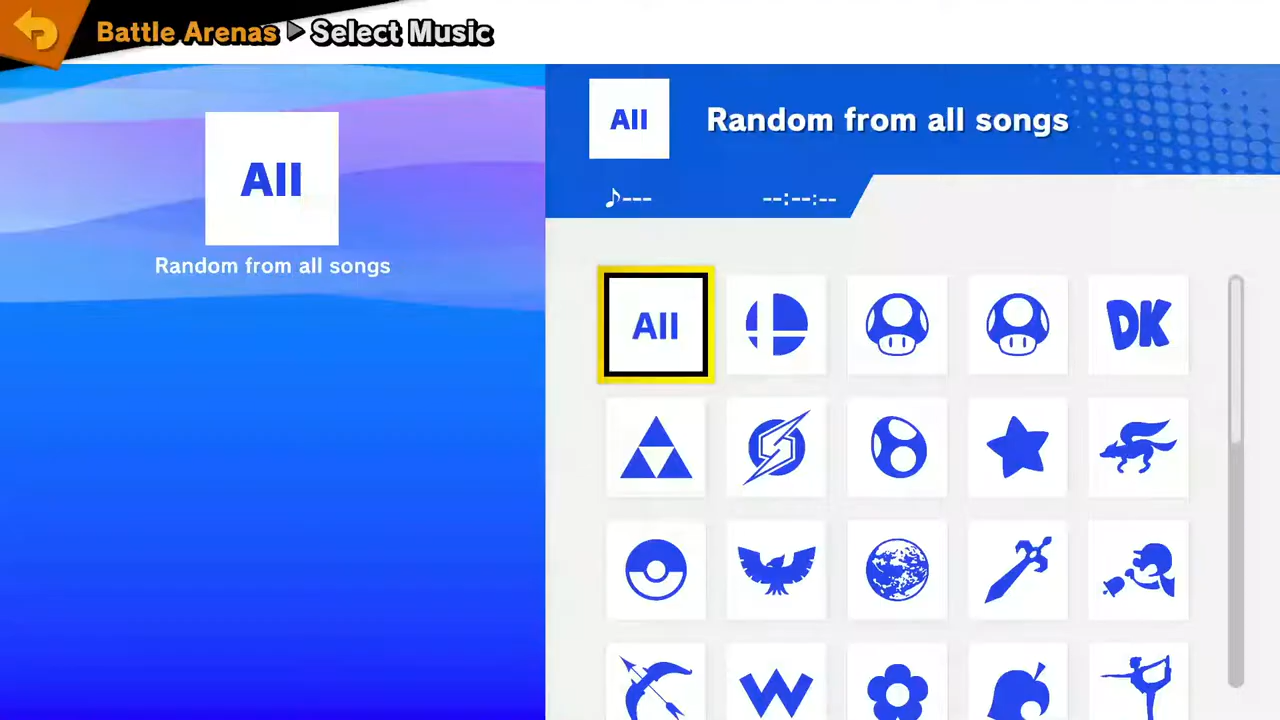 Battle Arenas ▶ Select Music
All
Random from all songs
All
Random from all songs
♪---
--:--:--
All
DK
W